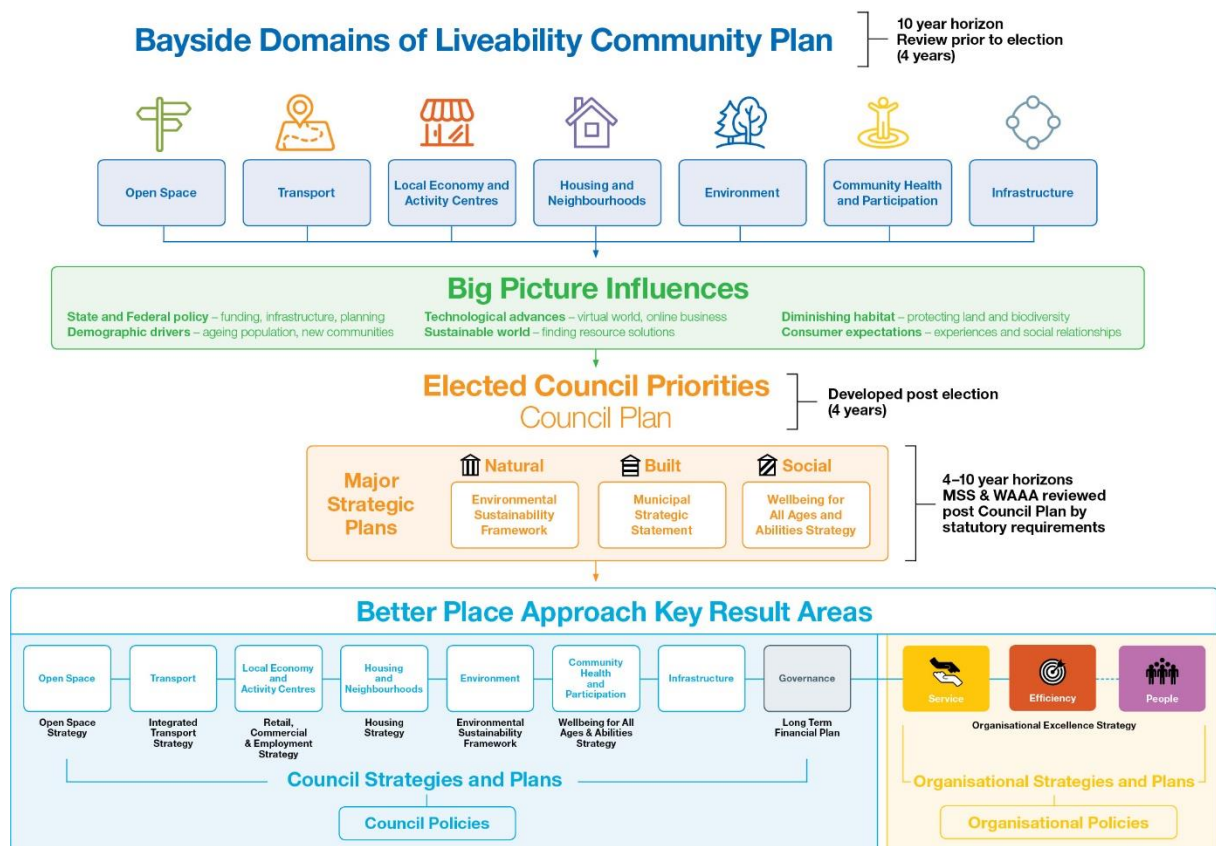 Bayside Domains of Liveability Community Plan
10 year horizon
Review prior to election
(4 years)
Open Space
Transport
Local Economy and
Activity Centres
Housing and
Neighbourhoods
Environment
Community Health
and Participation
Infrastructure
Big Picture Influences
State and Federal policy – funding, infrastructure, planning
Demographic drivers – ageing population, new communities
Technological advances – virtual world, online business
Sustainable world – finding resource solutions
Diminishing habitat – protecting land and biodiversity
Consumer expectations – experiences and social relationships
Elected Council Priorities
Council Plan
Developed post election
(4 years)
Major
Strategic
Plans
Natural
Environmental
Sustainability
Framework
Built
Municipal
Strategic
Statement
Social
Wellbeing for
All Ages and
Abilities Strategy
4–10 year horizons
MSS & WAAA reviewed
post Council Plan by
statutory requirements
Better Place Approach Key Result Areas
Open Space
Transport
Local Economy
and
Activity Centres
Housing
and
Neighbourhoods
Environment
Community
Health
and
Participation
Infrastructure
Governance
Service
Efficiency
People
Open Space
Strategy
Integrated
Transport
Strategy
Retail,
Commercial
& Employment
Strategy
Housing
Strategy
Environmental
Sustainability
Framework
Wellbeing for All
Ages & Abilities
Strategy
Long Term
Financial Plan
Organisational Excellence Strategy
Council Strategies and Plans
Council Policies
Organisational Strategies and Plans
Organisational Policies